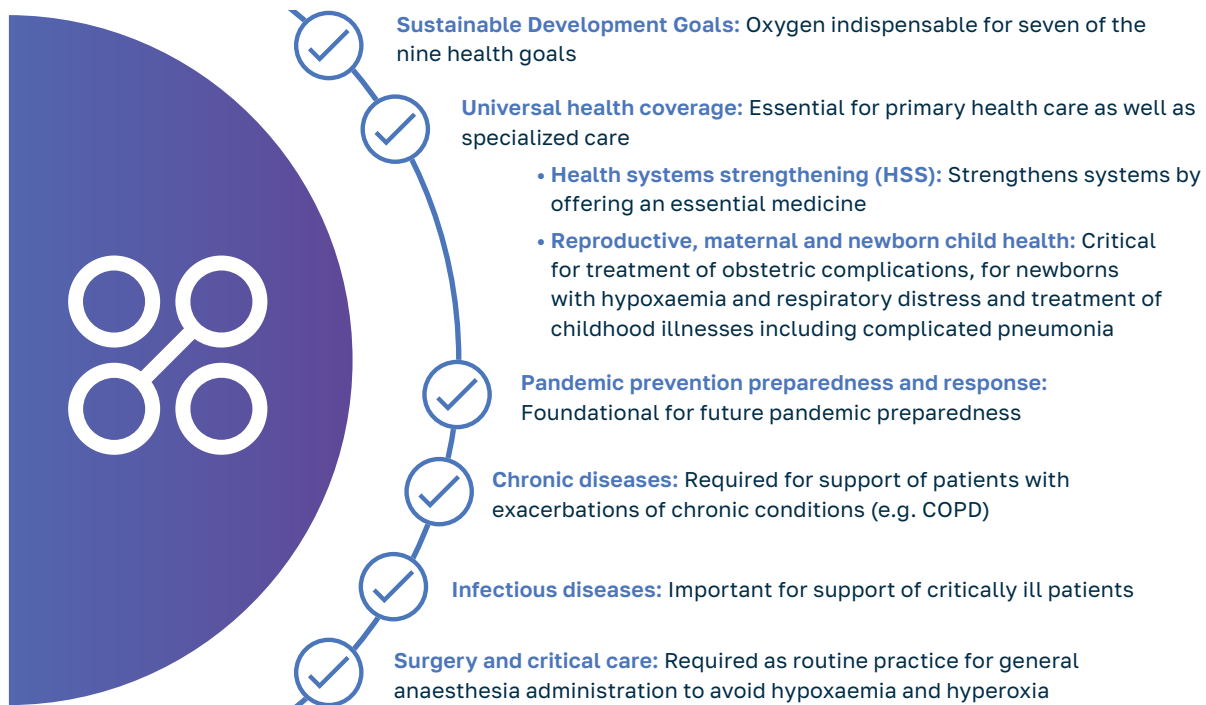 Sustainable Development Goals: Oxygen indispensable for seven of the
nine health goals
Universal health coverage: Essential for primary health care as well as
specialized care
• Health systems strengthening (HSS): Strengthens systems by
offering an essential medicine
• Reproductive, maternal and newborn child health: Critical
for treatment of obstetric complications, for newborns
with hypoxaemia and respiratory distress and treatment of
childhood illnesses including complicated pneumonia
Pandemic prevention preparedness and response:
Foundational for future pandemic preparedness
Chronic diseases: Required for support of patients with
exacerbations of chronic conditions (e.g. COPD)
Infectious diseases: Important for support of critically ill patients
Surgery and critical care: Required as routine practice for general
anaesthesia administration to avoid hypoxaemia and hyperoxia